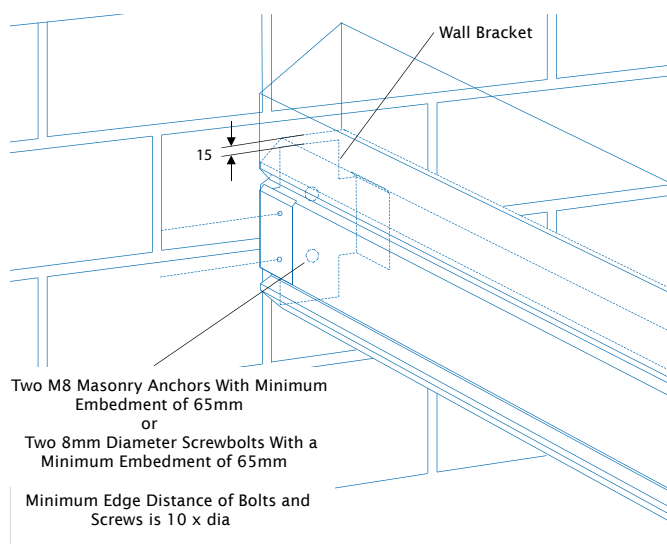 Wall Bracket
15
Two M8 Masonry Anchors With Minimum
Embedment of 65mm
or
Two 8mm Diameter Screwbolts With a
Minimum Embedment of 65mm
Minimum Edge Distance of Bolts and
Screws is 10 x dia